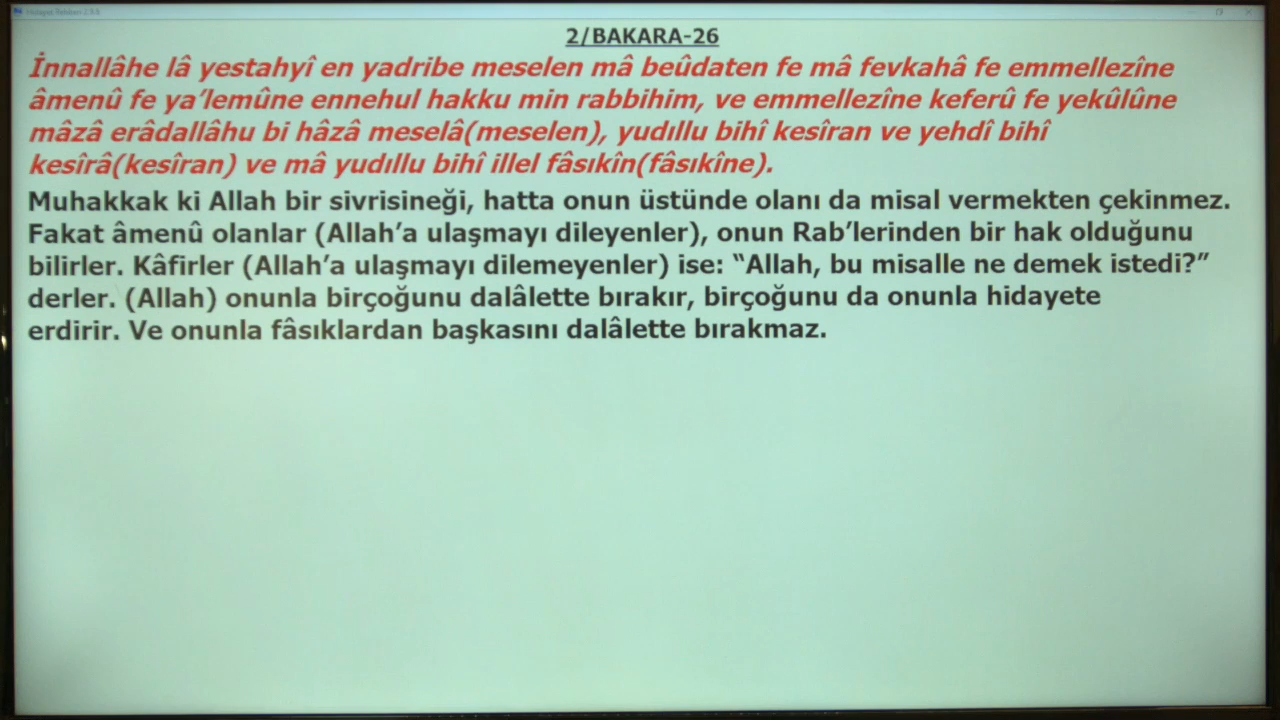 2/BAKARA-26
İnnallâhe lâ yestahyî en yadribe meselen mâ beûdaten fe mâ fevkahâ fe emmellezîne
âmenû fe ya’lemûne ennehul hakku min rabbihim, ve emmellezîne keferû fe yekûlûne
mâzâ erâdallâhu bi hâzâ meselâ(meselen), yudıllu bihî kesîran ve yehdî bihî
kesîrâ(kesîran) ve mâ yudıllu bihî illel fâsıkîn(fâsıkîne).
Muhakkak ki Allah bir sivrisineği, hatta onun üstünde olanı da misal vermekten çekinmez.
Fakat âmenû olanlar (Allah’a ulaşmayı dileyenler), onun Rab’lerinden bir hak olduğunu
bilirler. Kâfirler (Allah’a ulaşmayı dilemeyenler) ise: “Allah, bu misalle ne demek istedi?”
derler. (Allah) onunla birçoğunu dalâlette bırakır, birçoğunu da onunla hidayete
erdirir. Ve onunla fâsıklardan başkasını dalâlette bırakmaz.